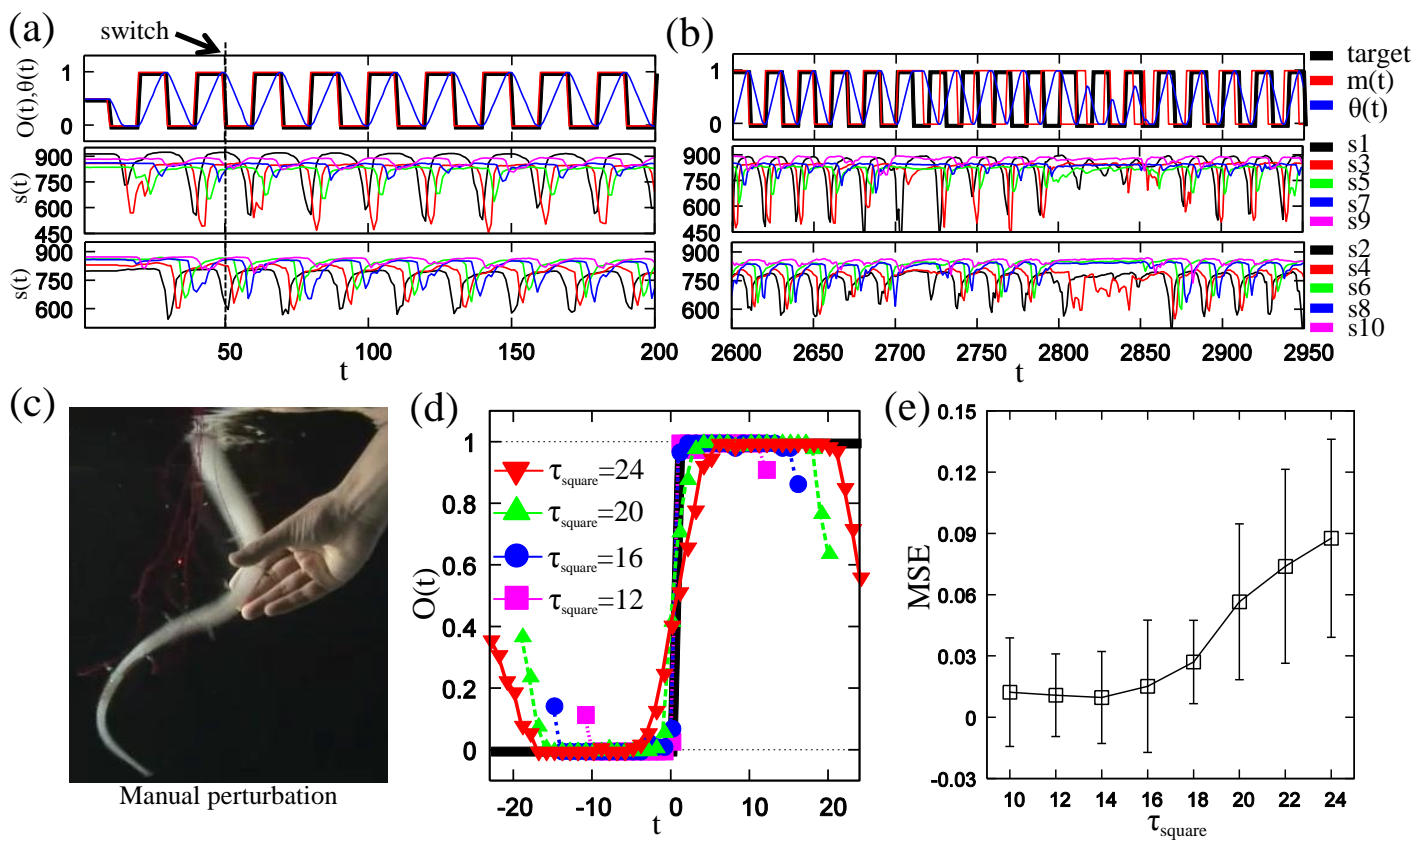 (a)
switch
O(t),θ(t)
1
0
s(t)
900
750
600
450
s(t)
900
750
600
50
100
150
200
t
(b)
1
0
900
750
600
450
900
750
600
2600
2650
2700
2750
2800
2850
2900
2950
t
target
m(t)
θ(t)
s1
s3
s5
s7
s9
s2
s4
s6
s8
s10
(c)
Manual perturbation
(d)
O(t)
1
0.8
0.6
0.4
0.2
0
τsquare=24
τsquare=20
τsquare=16
τsquare=12
-20
-10
0
10
20
t
(e)
MSE
0.15
0.12
0.09
0.06
0.03
0
-0.03
10
12
14
16
18
20
22
24
τsquare